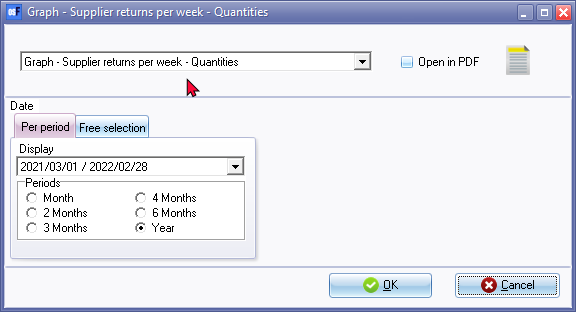 Graph - Supplier returns per week - Quantities
Graph - Supplier returns per week - Quantities
Open in PDF
Date
Per period
Free selection
Display
2021/03/01 / 2022/02/28
Periods
Month
4 Months
2 Months
6 Months
3 Months
Year
OK
Cancel